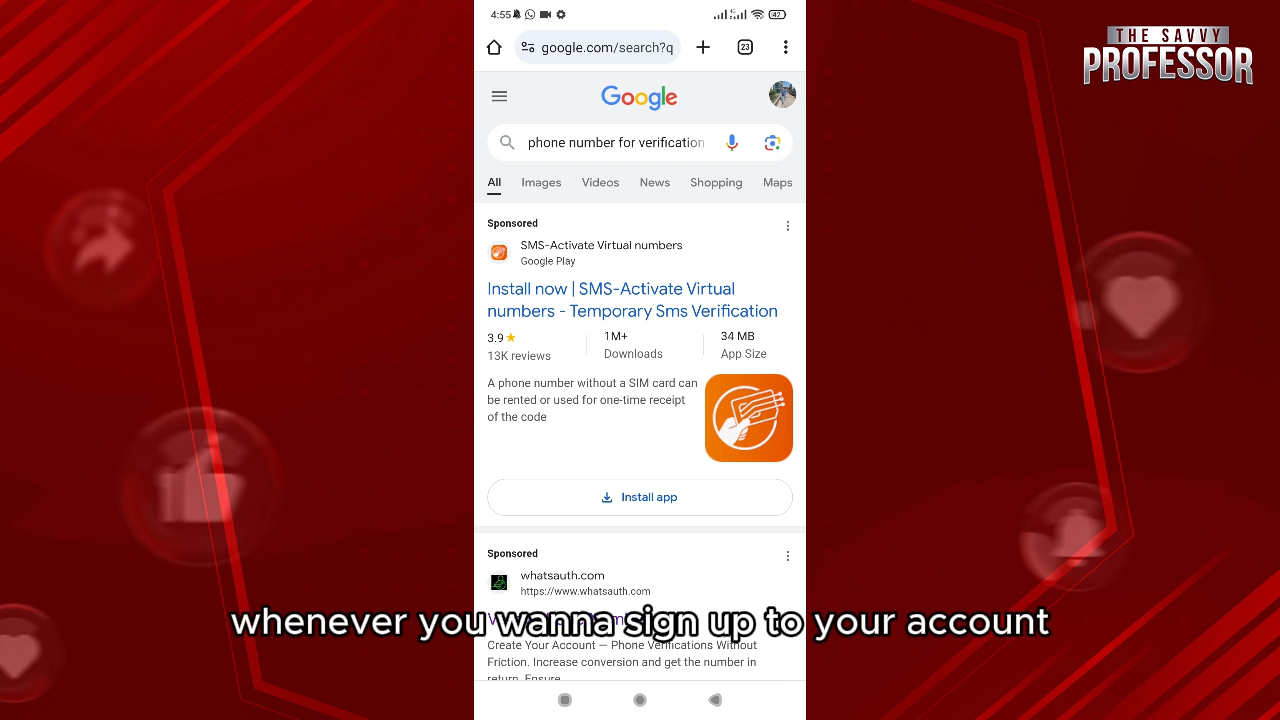 THE SAVVY
PROFESSOR
4:55
42
google.com/search?q
23
Google
phone number for verification
All Images Videos News Shopping Maps
Sponsored
SMS-Activate Virtual numbers
Google Play
Install now | SMS-Activate Virtual
numbers - Temporary Sms Verification
3.9★ 1M+ 34 MB
13K reviews Downloads App Size
A phone number without a SIM card can
be rented or used for one-time receipt
of the code
Install app
Sponsored
whatsauth.com
https://www.whatsauth.com
whenever you wanna sign up to your account
Create Your Account — Phone Verifications Without
Friction. Increase conversion and get the number in
return. Ensure